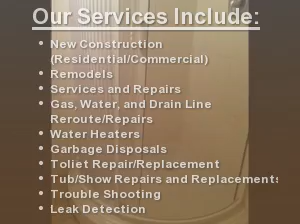 Our Services Include:
• New Construction
(Residential/Commercial)
• Remodels
• Services and Repairs
• Gas, Water, and Drain Line
Reroute/Repairs
• Water Heaters
• Garbage Disposals
• Toliet Repair/Replacement
• Tub/Show Repairs and Replacements
• Trouble Shooting
• Leak Detection